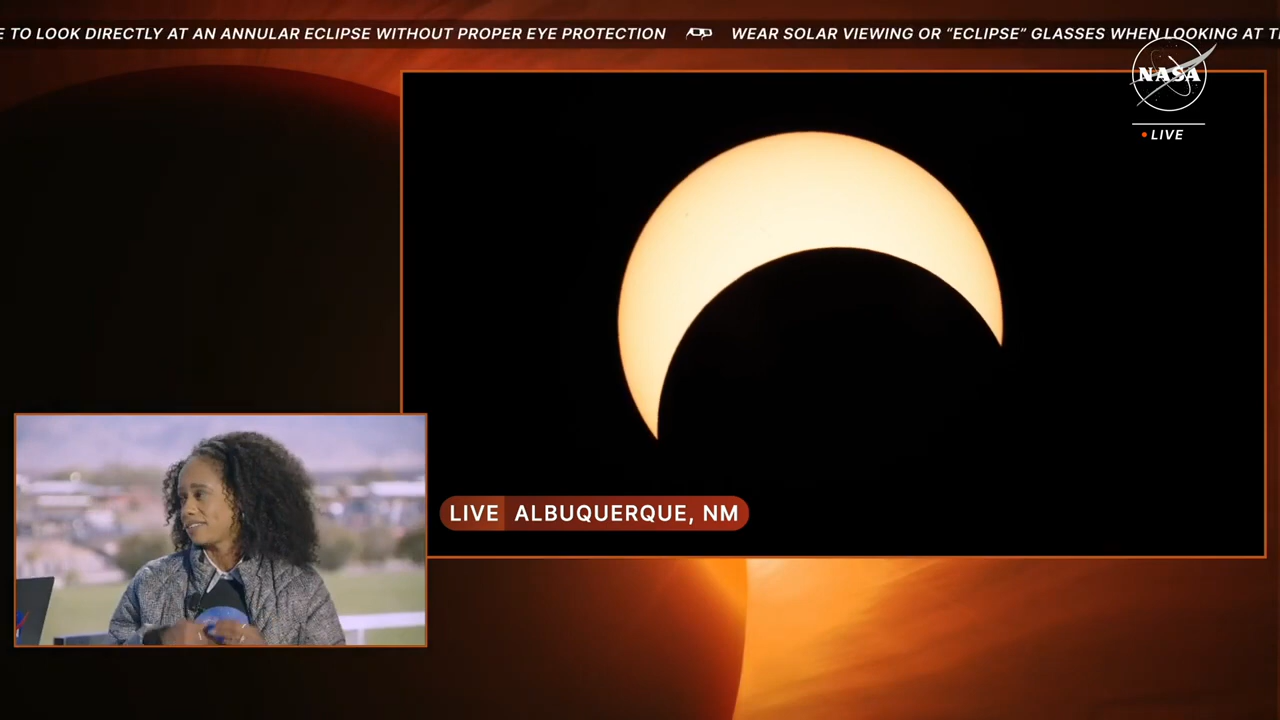 E TO LOOK DIRECTLY AT AN ANNULAR ECLIPSE WITHOUT PROPER EYE PROTECTION WEAR SOLAR VIEWING OR “ECLIPSE” GLASSES WHEN LOOKING AT T
NASA
LIVE
LIVE ALBUQUERQUE, NM